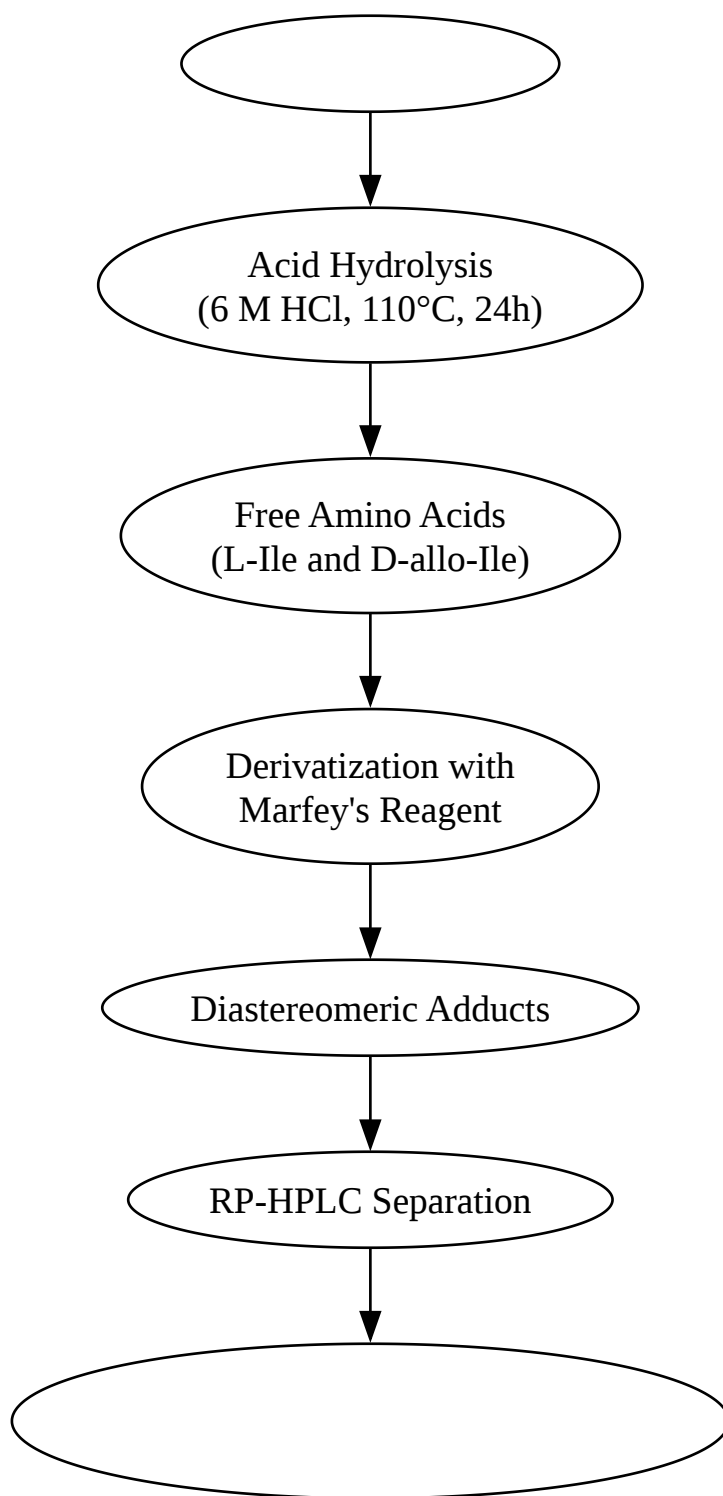 Acid Hydrolysis
(6 M HCl, 110°C, 24h)
Free Amino Acids
(L-Ile and D-allo-Ile)
Derivatization with
Marfey's Reagent
Diastereomeric Adducts
RP-HPLC Separation